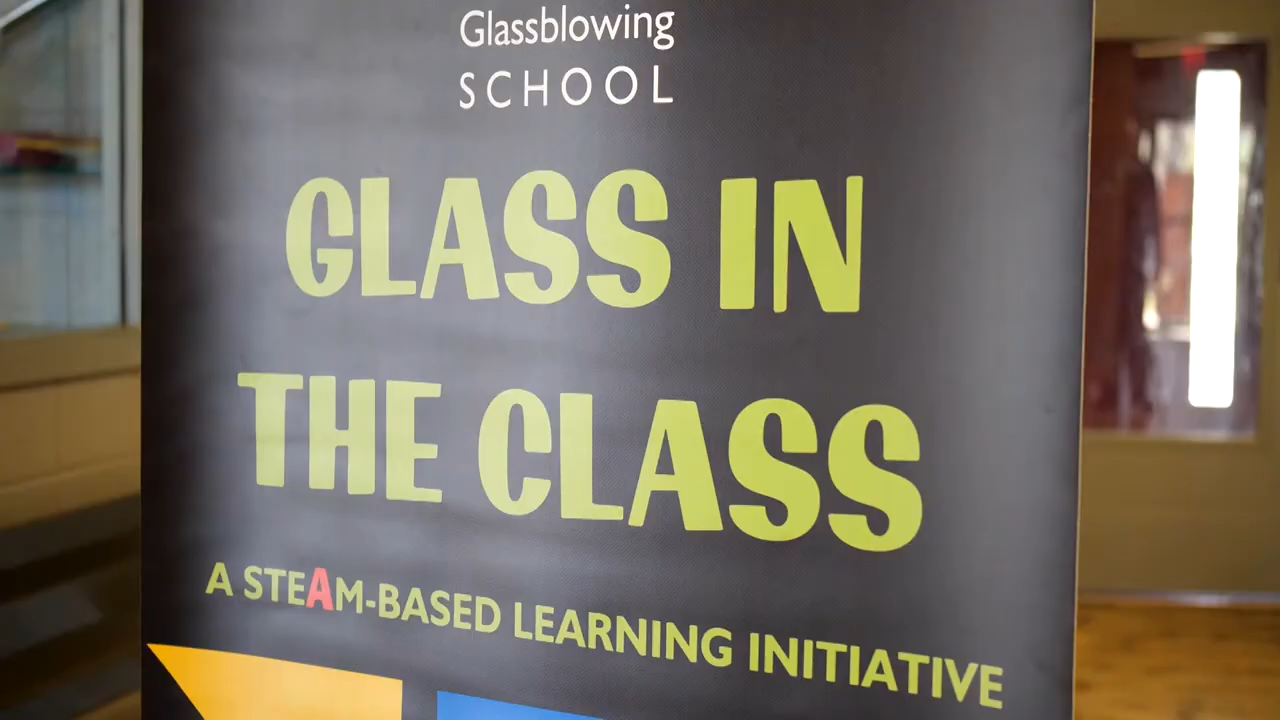 Glassblowing
SCHOOL
GLASS IN
THE CLASS
A STEAM-BASED LEARNING INITIATIVE